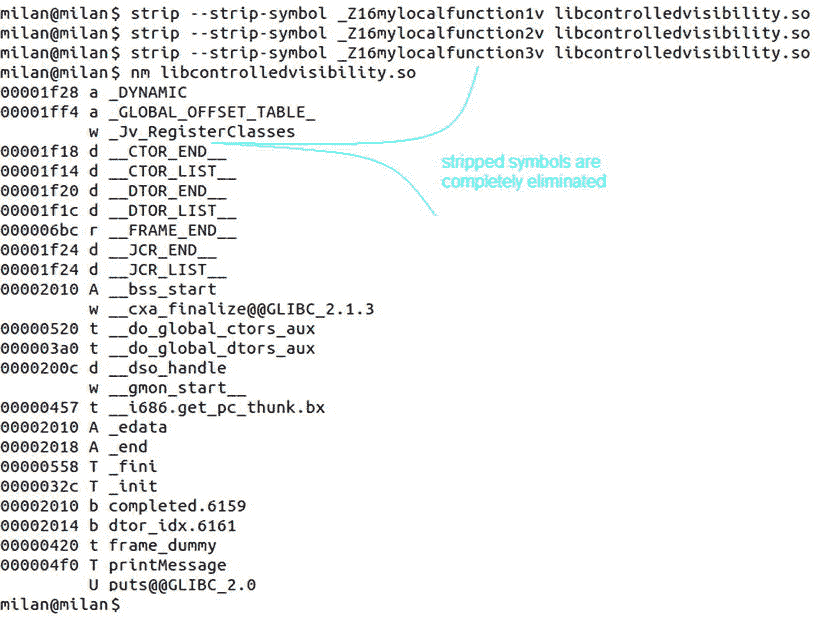 milan@milan$ strip --strip-symbol _Z16mylocalfunction1v libcontrolledvisibility.so
milan@milan$ strip --strip-symbol _Z16mylocalfunction2v libcontrolledvisibility.so
milan@milan$ strip --strip-symbol _Z16mylocalfunction3v libcontrolledvisibility.so
milan@milan$ nm libcontrolledvisibility.so
00001f28 a _DYNAMIC
00001ff4 a _GLOBAL_OFFSET_TABLE_
w _Jv_RegisterClasses
00001f18 d __CTOR_END__
00001f14 d __CTOR_LIST__
00001f20 d __DTOR_END__
00001f1c d __DTOR_LIST__
000006bc r __FRAME_END__
00001f24 d __JCR_END__
00001f24 d __JCR_LIST__
00002010 A __bss_start
w __cxa_finalize@@GLIBC_2.1.3
00000520 t __do_global_ctors_aux
000003a0 t __do_global_dtors_aux
0000200c d __dso_handle
w __gmon_start__
00000457 t __i686.get_pc_thunk.bx
00002010 A _edata
00002018 A _end
00000558 T _fini
0000032c T _init
00002010 b completed.6159
00002014 b dtor_idx.6161
00000420 t frame_dummy
000004f0 T printMessage
U puts@@GLIBC_2.0
milan@milan$
stripped symbols are
completely eliminated